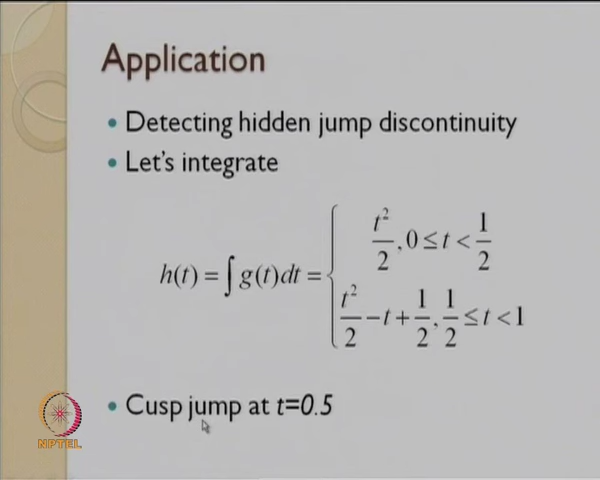 Application
• Detecting hidden jump discontinuity
• Let's integrate
h(t) = ∫ g(t)dt = { t²/2, 0 ≤ t < 1/2
t²/2 − t + 1/2, 1/2 ≤ t < 1
• Cusp jump at t=0.5
NPTEL